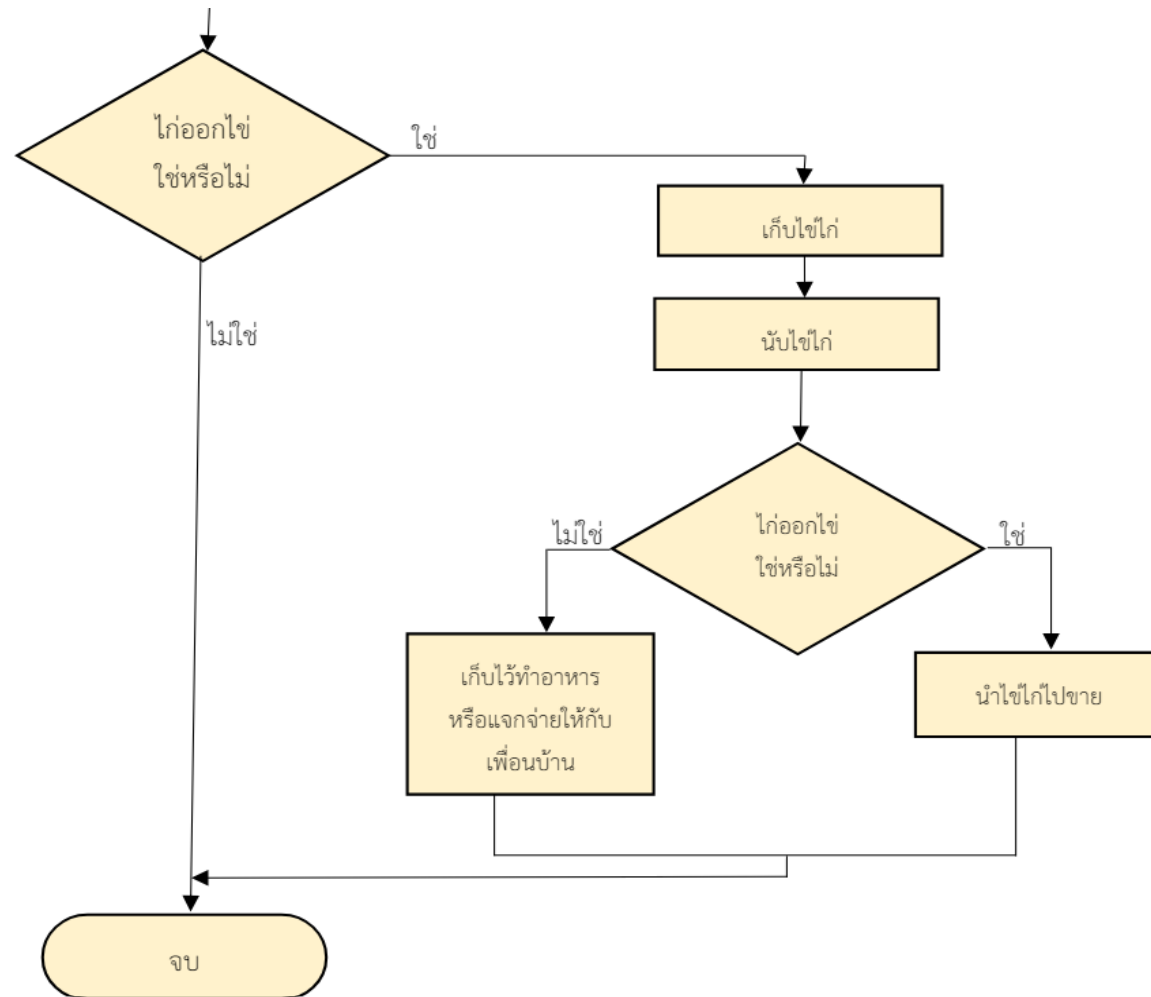 ไก่ออกไข่
ใช่หรือไม่
ใช่
เก็บไข่ไก่
นับไข่ไก่
ไม่ใช่
ไก่ออกไข่
ใช่หรือไม่
ไม่ใช่
ใช่
เก็บไว้ทำอาหาร
หรือแจกจ่ายให้กับ
เพื่อนบ้าน
นำไข่ไก่ไปขาย
จบ